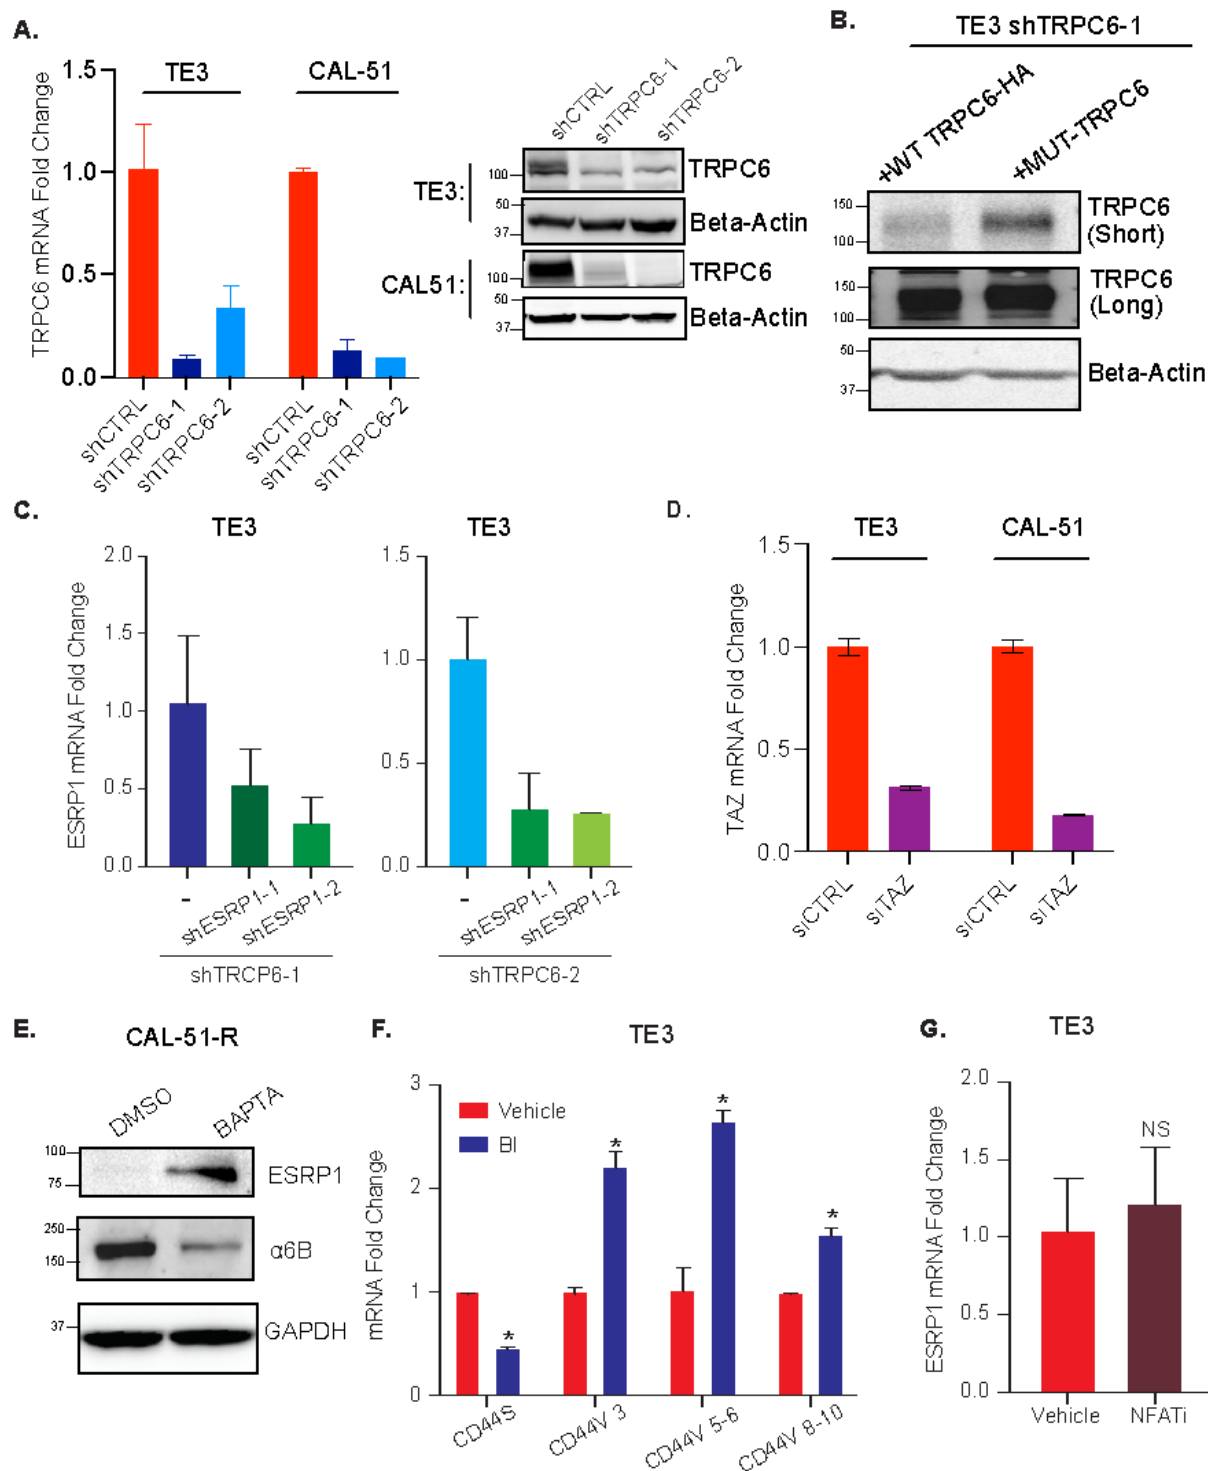 A.
TE3
CAL-51
TRPC6 mRNA Fold Change
1.5
1.0
0.5
0.0
shCTRL
shTRPC6-1
shTRPC6-2
shCTRL
shTRPC6-1
shTRPC6-2
shCTRL
shTRPC6-1
shTRPC6-2
TE3:
100
TRPC6
50
37
Beta-Actin
CAL51:
100
TRPC6
50
37
Beta-Actin
B.
TE3 shTRPC6-1
+WT TRPC6-HA
+MUT-TRPC6
150
100
TRPC6
(Short)
150
100
TRPC6
(Long)
50
37
Beta-Actin
C.
TE3
ESRP1 mRNA Fold Change
2.0
1.5
1.0
0.5
0.0
-
shESRP1-1
shESRP1-2
shTRCP6-1
TE3
1.5
1.0
0.5
0.0
-
shESRP1-1
shESRP1-2
shTRPC6-2
D.
TE3
CAL-51
TAZ mRNA Fold Change
1.5
1.0
0.5
0.0
siCTRL
siTAZ
siCTRL
siTAZ
E.
CAL-51-R
DMSO
BAPTA
100
75
ESRP1
250
150
α6B
37
GAPDH
F.
TE3
mRNA Fold Change
3
2
1
0
Vehicle
BI
*
*
*
*
CD44S
CD44V 3
CD44V 5-6
CD44V 8-10
G.
TE3
ESRP1 mRNA Fold Change
2.0
1.5
1.0
0.5
0.0
NS
Vehicle
NFATi